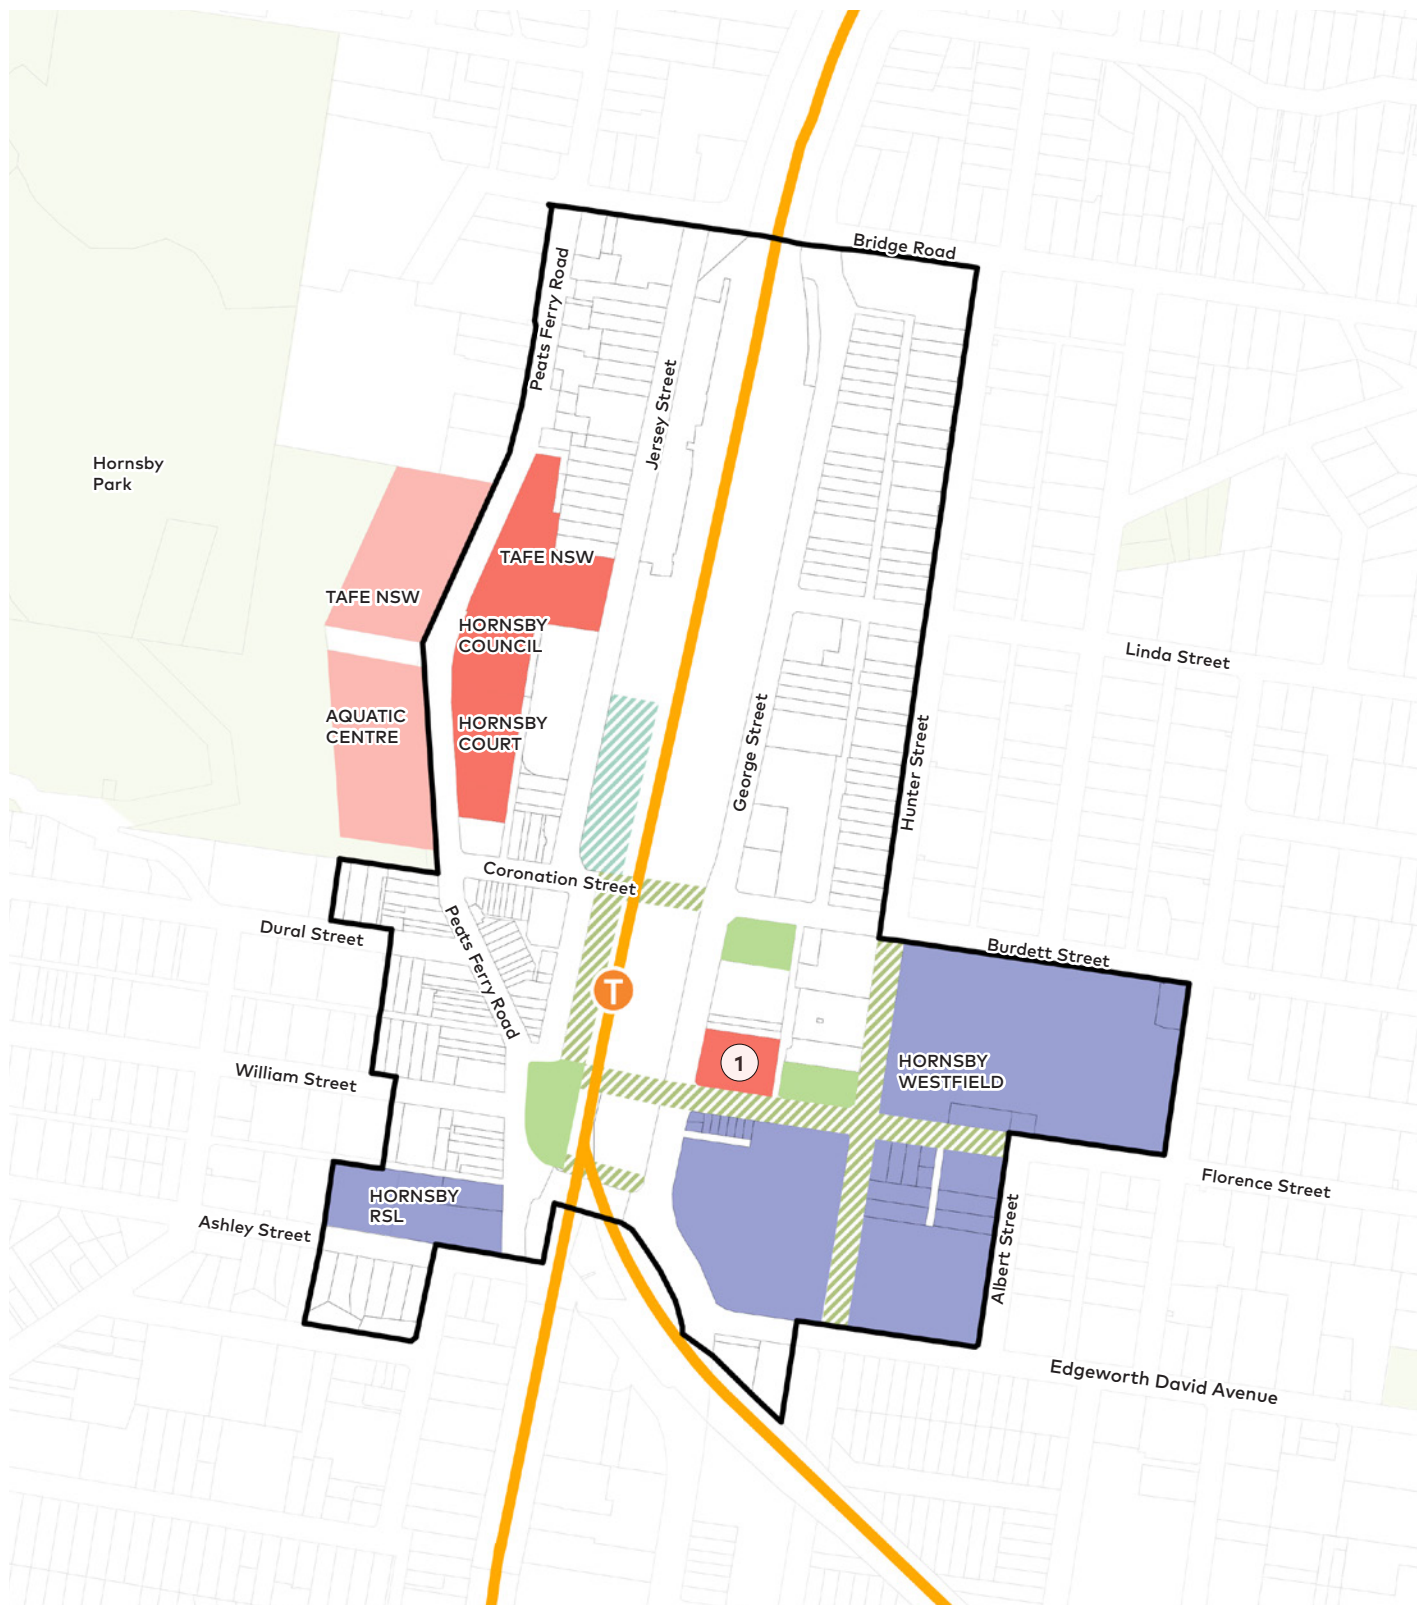 Bridge Road
Peats Ferry Road
Jersey Street
Hornsby
Park
TAFE NSW
TAFE NSW
HORNSBY
COUNCIL
Linda Street
AQUATIC
CENTRE
HORNSBY
COURT
George Street
Hunter Street
Coronation Street
Dural Street
Peats Ferry Road
Burdett Street
T
1
HORNSBY
WESTFIELD
William Street
HORNSBY
RSL
Florence Street
Ashley Street
Albert Street
Edgeworth David Avenue